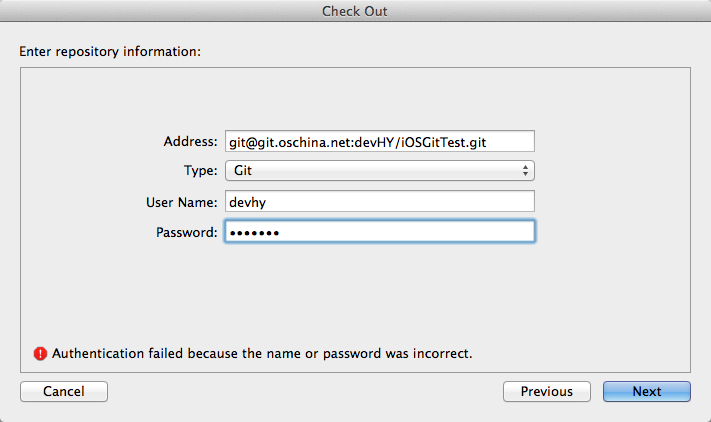 Check Out
Enter repository information:
Address: git@git.oschina.net:devHY/iOSGitTest.git
Type: Git
User Name: devhy
Password: •••••••
Authentication failed because the name or password was incorrect.
Cancel Previous Next